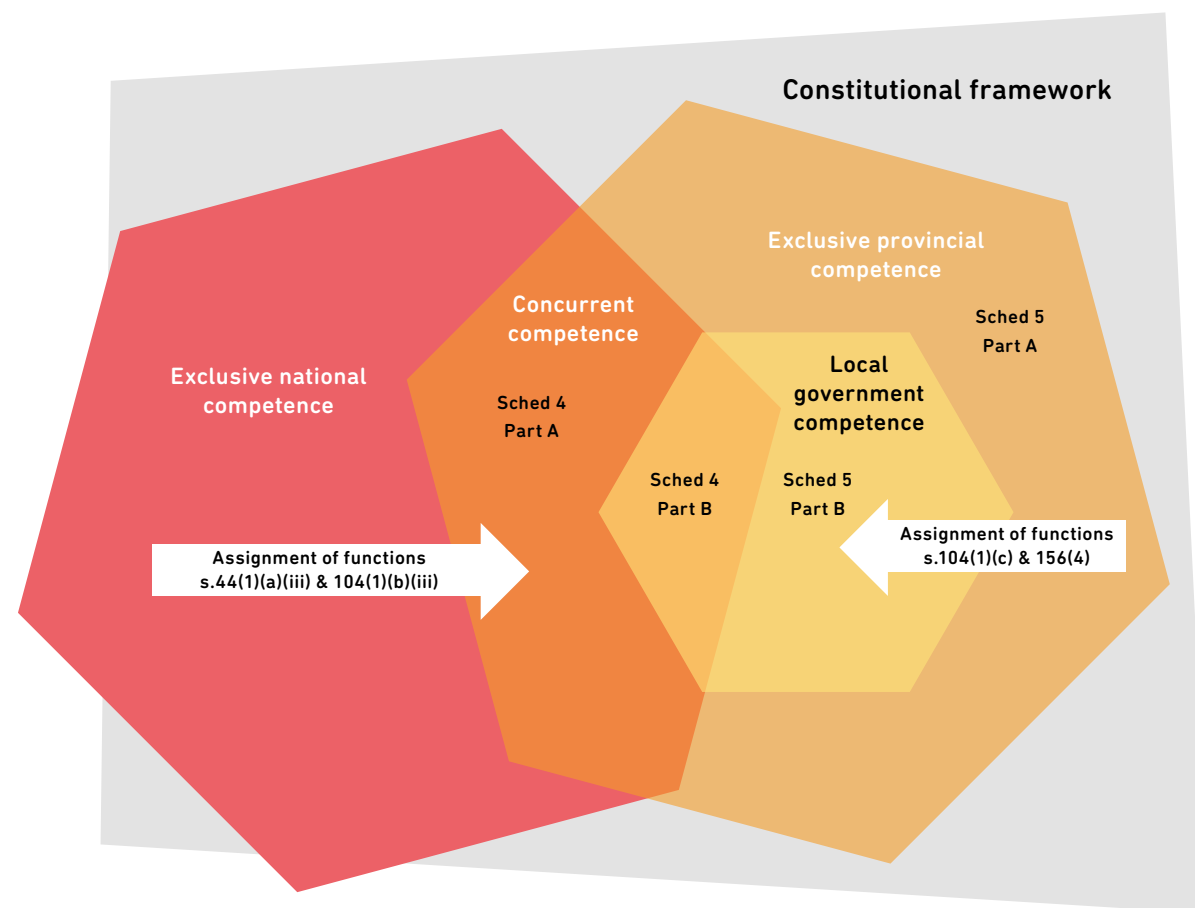 Constitutional framework
Exclusive provincial
competence
Concurrent
competence
Sched 5
Part A
Exclusive national
competence
Local
government
competence
Sched 4
Part A
Sched 4
Part B
Sched 5
Part B
Assignment of functions
s.44(1)(a)(iii) & 104(1)(b)(iii)
Assignment of functions
s.104(1)(c) & 156(4)